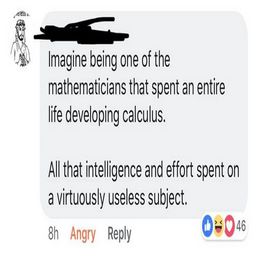 Imagine being one of the
mathematicians that spent an entire
life developing calculus.
All that intelligence and effort spent on
a virtuously useless subject.
8h Angry Reply
46